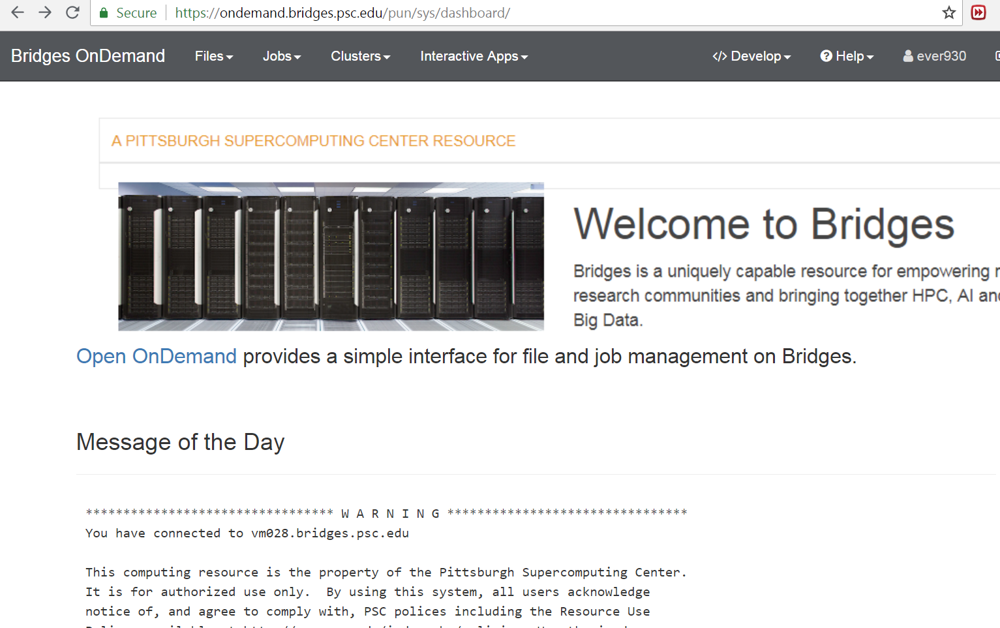 Secure https://ondemand.bridges.psc.edu/pun/sys/dashboard/
Bridges OnDemand Files Jobs Clusters Interactive Apps </> Develop Help ever930
A PITTSBURGH SUPERCOMPUTING CENTER RESOURCE
Welcome to Bridges
Bridges is a uniquely capable resource for empowering
research communities and bringing together HPC, AI
Big Data.
Open OnDemand provides a simple interface for file and job management on Bridges.
Message of the Day
********************************* W A R N I N G ********************************
You have connected to vm028.bridges.psc.edu
This computing resource is the property of the Pittsburgh Supercomputing Center.
It is for authorized use only.  By using this system, all users acknowledge
notice of, and agree to comply with, PSC polices including the Resource Use